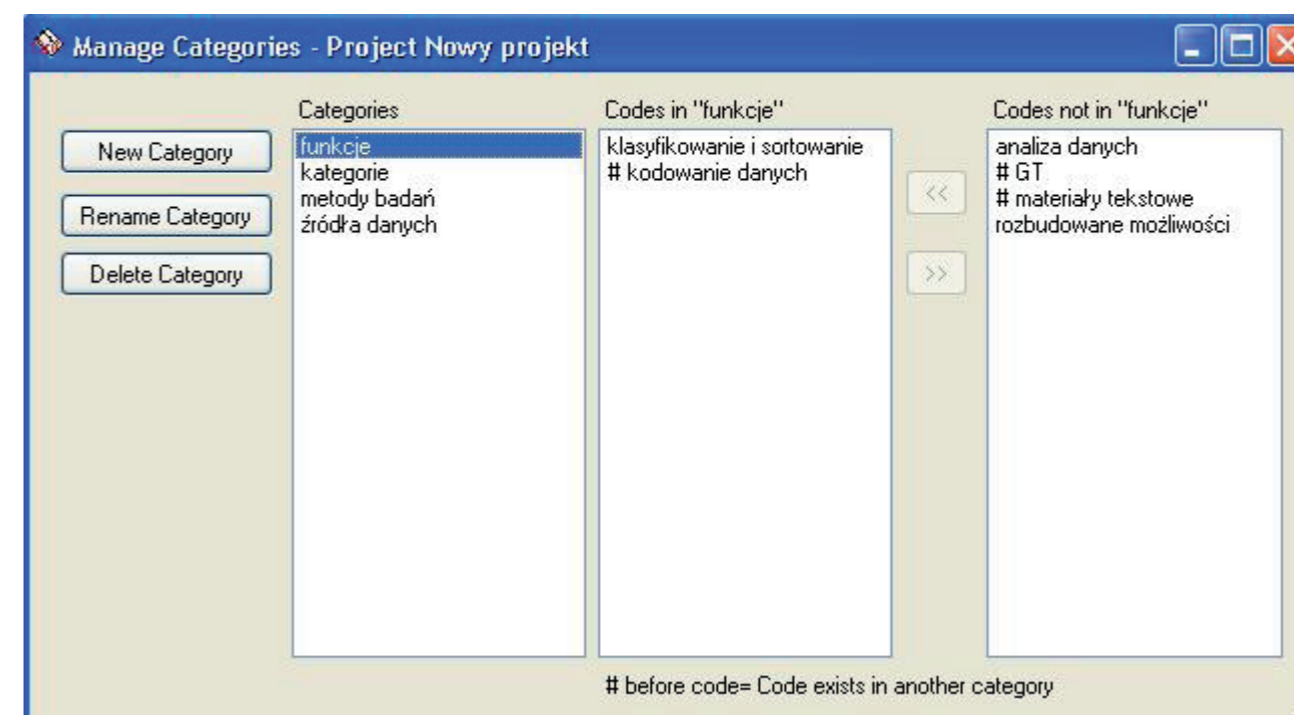 Manage Categories - Project Nowy projekt
New Category
Rename Category
Delete Category
Categories
funkcje
kategorie
metody badań
źródła danych
Codes in "funkcje"
klasyfikowanie i sortowanie
# kodowanie danych
<<
>>
Codes not in "funkcje"
analiza danych
# GT
# materiały tekstowe
rozbudowane możliwości
# before code= Code exists in another category